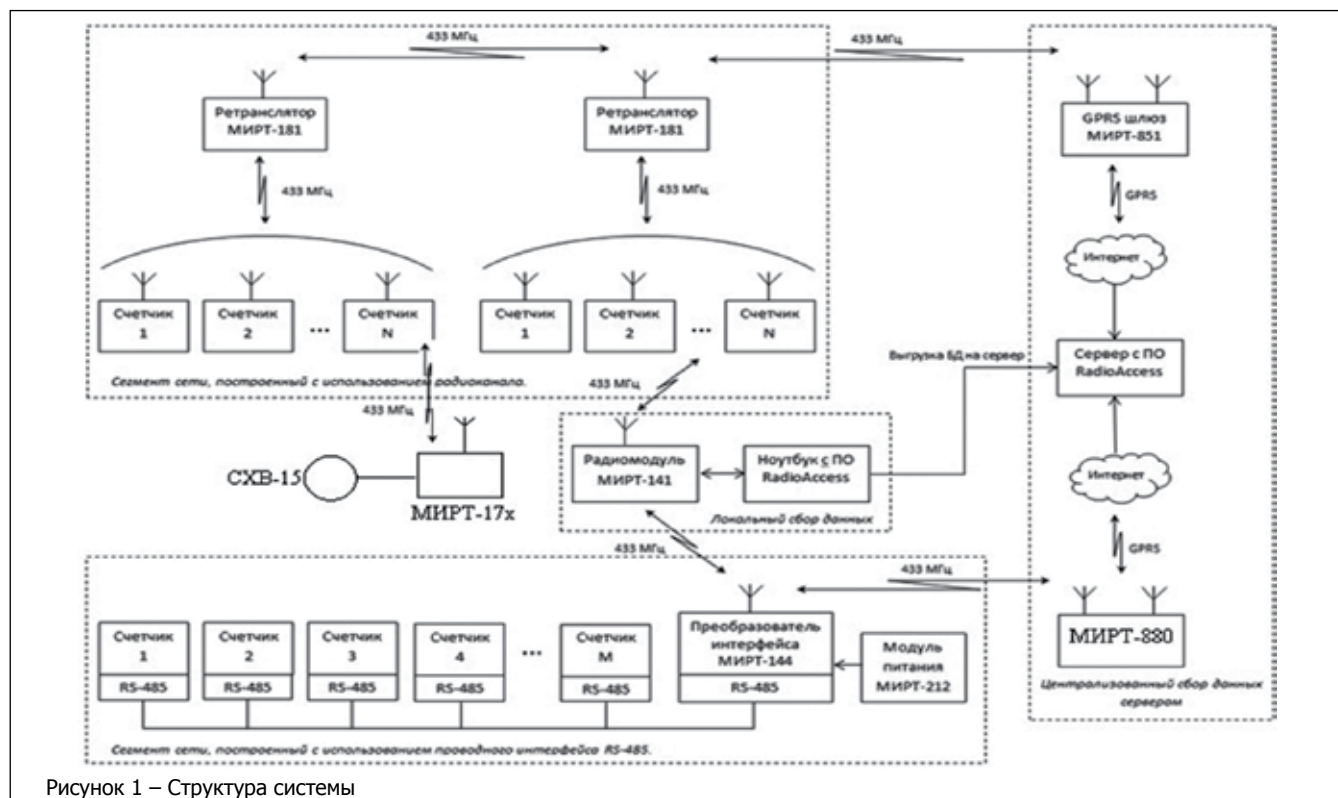 433 МГц
433 МГц
Ретранслятор
МИРТ-181
Ретранслятор
МИРТ-181
GPRS шлюз
МИРТ-851
433 МГц
433 МГц
GPRS
Интернет
Счетчик
1
Счетчик
2
...
Счетчик
N
Счетчик
1
Счетчик
2
...
Счетчик
N
Сегмент сети, построенный с использованием радиоканала.
Выгрузка БД на сервер
Сервер с ПО
RadioAccess
433 МГц
433 МГц
СХВ-15
МИРТ-17х
Радиомодуль
МИРТ-141
Ноутбук с ПО
RadioAccess
Локальный сбор данных
Интернет
GPRS
433 МГц
433 МГц
Счетчик
1
RS-485
Счетчик
2
RS-485
Счетчик
3
RS-485
Счетчик
4
RS-485
...
Счетчик
М
RS-485
Преобразователь
интерфейса
МИРТ-144
RS-485
Модуль
питания
МИРТ-212
МИРТ-880
Централизованный сбор данных
сервером
Сегмент сети, построенный с использованием проводного интерфейса RS-485.
Рисунок 1 – Структура системы